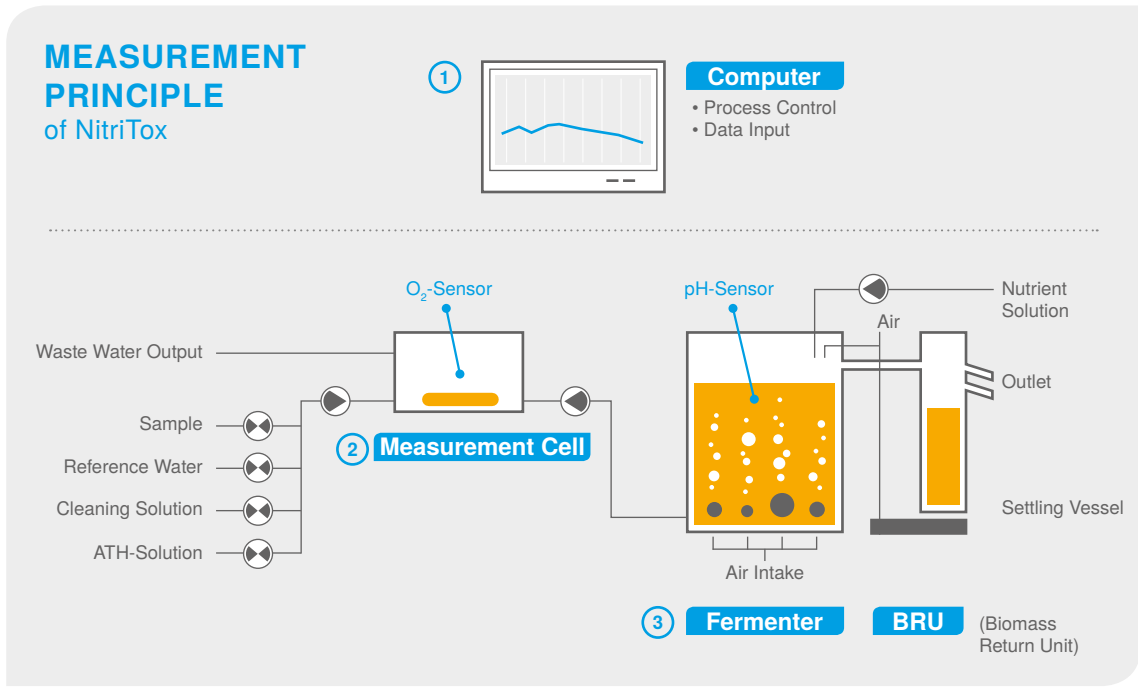 MEASUREMENT
PRINCIPLE
of NitriTox
1
Computer
• Process Control
• Data Input
O₂-Sensor
pH-Sensor
Nutrient
Solution
Air
Waste Water Output
Outlet
Sample
2
Measurement Cell
Reference Water
Cleaning Solution
Settling Vessel
ATH-Solution
Air Intake
3
Fermenter
BRU
(Biomass
Return Unit)